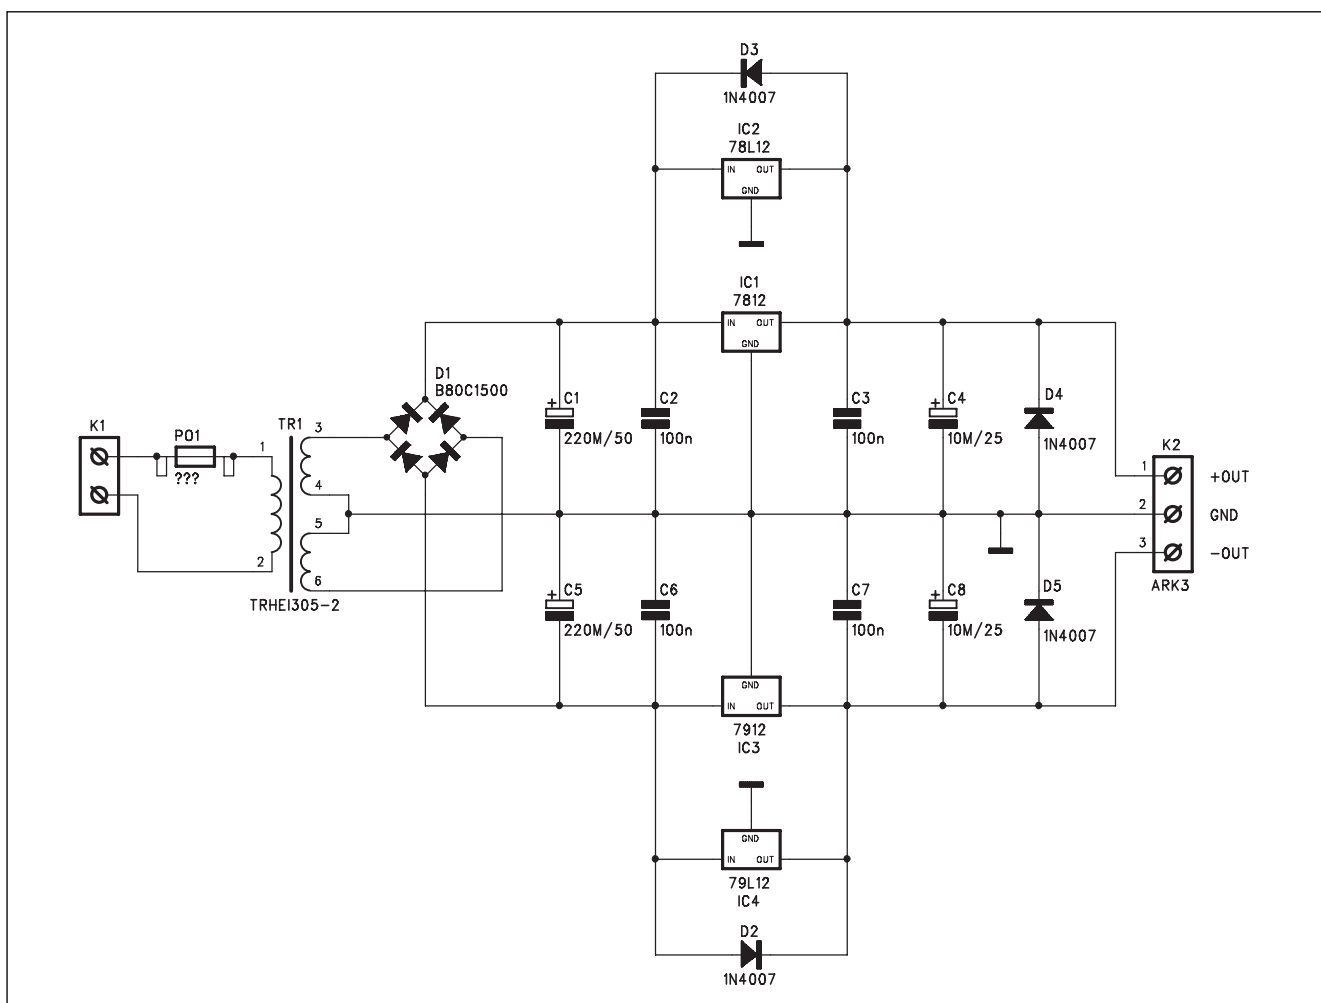 D3
1N4007
IC2
78L12
IN OUT
GND
IC1
7812
IN OUT
GND
D1
B80C1500
K1
PO1
???
1
2
TR1
3
4
5
6
TRHEI305-2
C1
+
220M/50
C2
100n
C3
100n
C4
+
10M/25
D4
1N4007
K2
1
2
3
+OUT
GND
-OUT
ARK3
C5
+
220M/50
C6
100n
C7
100n
C8
+
10M/25
D5
1N4007
GND
IN OUT
7912
IC3
GND
IN OUT
79L12
IC4
D2
1N4007